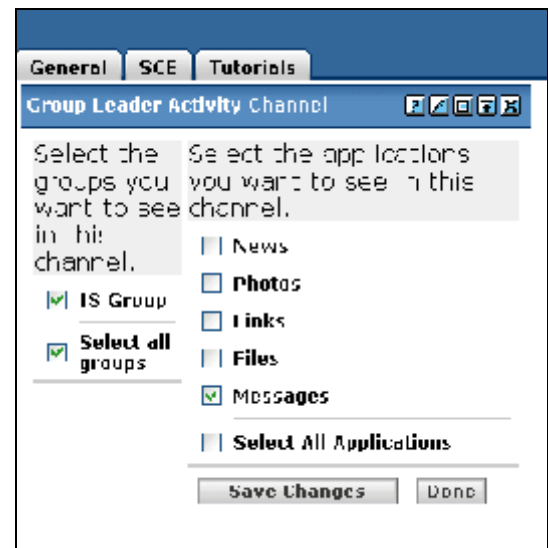 General SCE Tutorials
Group Leader Activity Channel
Select the
groups you
want to see
in this
channel.
IS Group
Select all
groups
Select the applications
you want to see in this
channel.
News
Photos
Links
Files
Messages
Select All Applications
Save Changes Done